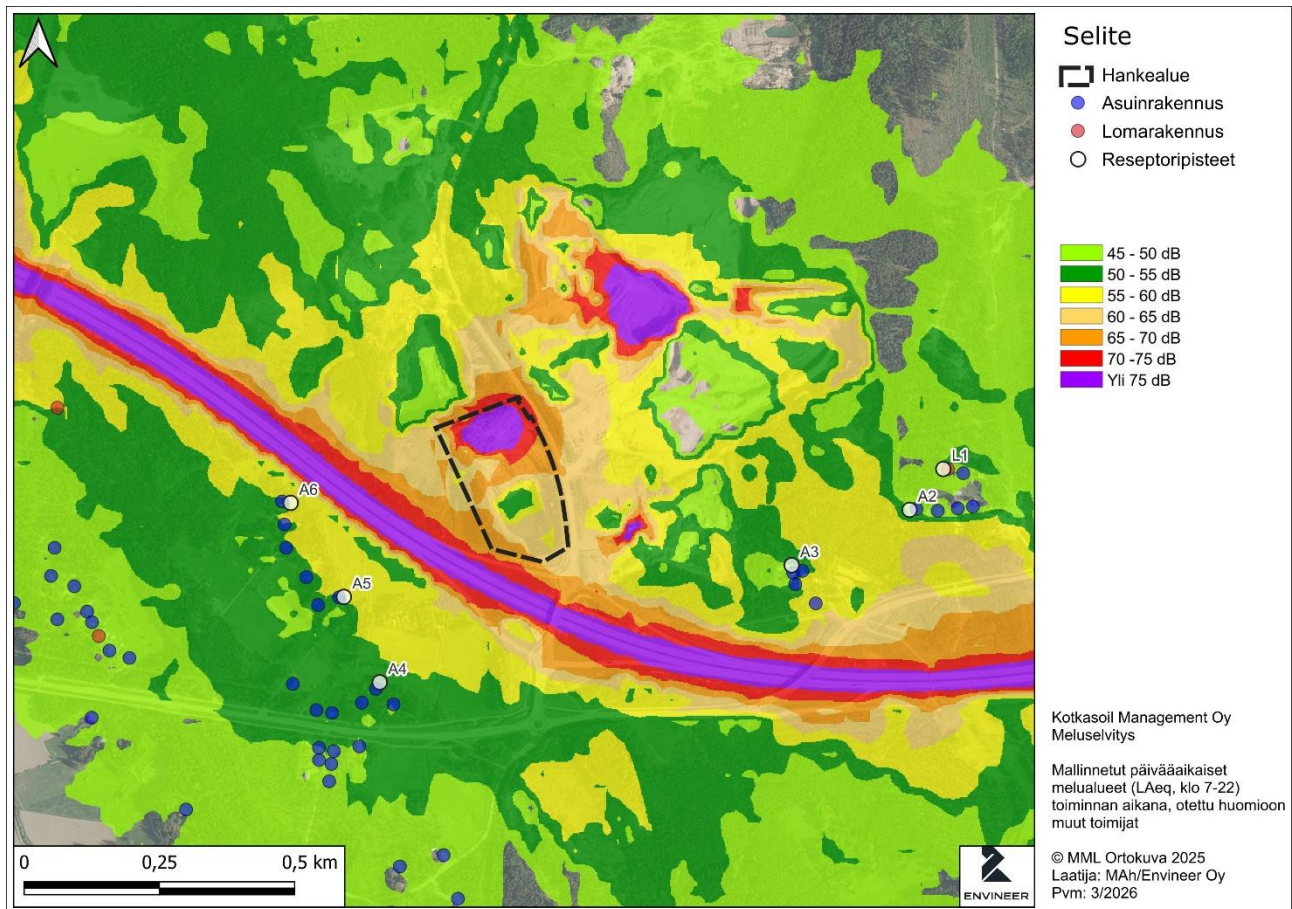 Selite
Hankealue
Asuinrakennus
Lomarakennus
Reseptoripisteet
45 - 50 dB
50 - 55 dB
55 - 60 dB
60 - 65 dB
65 - 70 dB
70 -75 dB
Yli 75 dB
L1
A2
A3
A6
A5
A4
Kotkasoil Management Oy
Meluselvitys
Mallinnetut päivääaikaiset
melualueet (LAeq, klo 7-22)
toiminnan aikana, otettu huomioon
muut toimijat
© MML Ortokuva 2025
Laatija: MAh/Envineer Oy
Pvm: 3/2026
0 0,25 0,5 km
ENVINEER